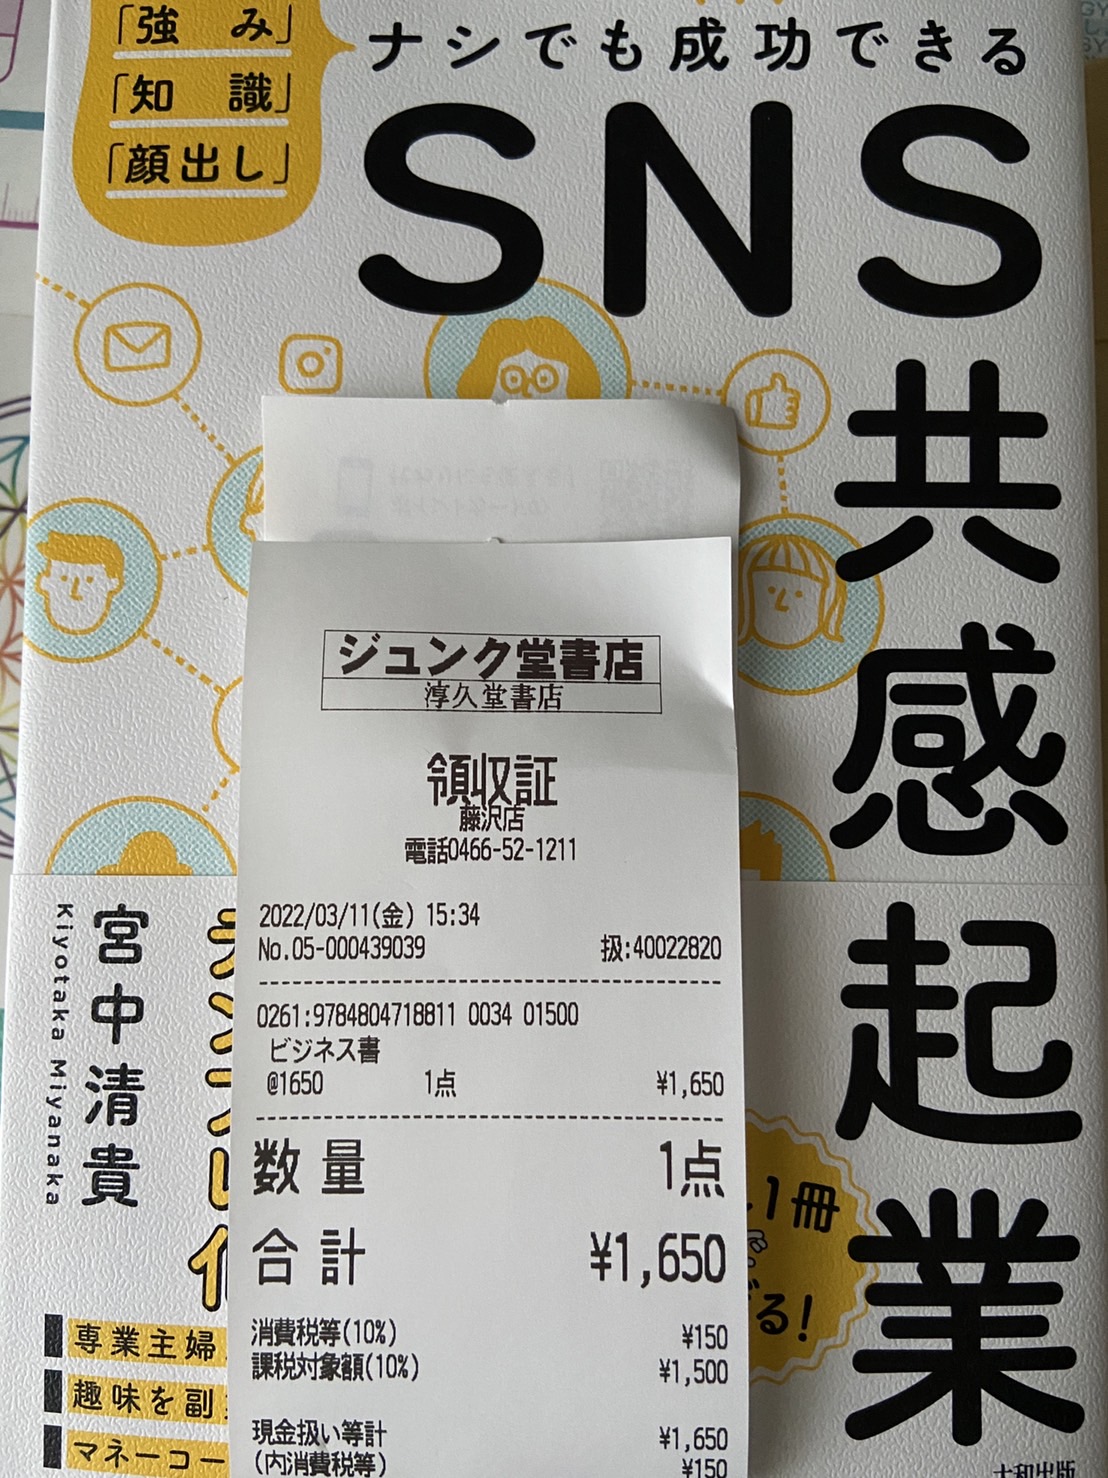 「強み」
「知識」
「顔出し」
ナシでも成功できる
SNS
共感起業
宮中清貴
Kiyotaka Miyanaka
1冊
る!
専業主婦
趣味を副
マネーコー
ジュンク堂書店
淳久堂書店
領収証
藤沢店
電話0466-52-1211
2022/03/11(金) 15:34
No.05-000439039 扱:40022820
0261:9784804718811 0034 01500
ビジネス書
@1650 1点 ¥1,650
数量 1点
合計 ¥1,650
消費税等(10%) ¥150
課税対象額(10%) ¥1,500
現金扱い等計 ¥1,650
(内消費税等) ¥150